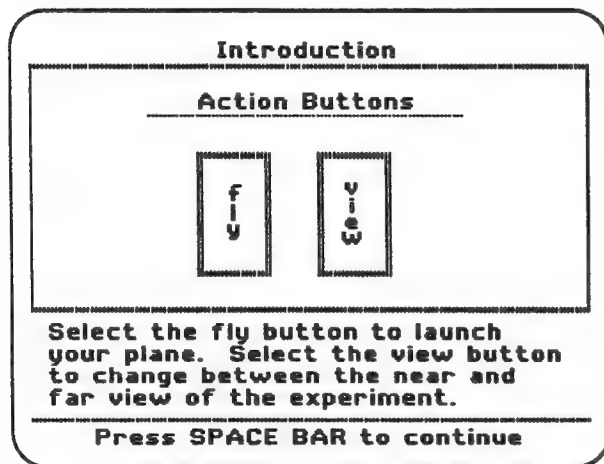 Introduction
Action Buttons
fly
view
Select the fly button to launch
your plane. Select the view button
to change between the near and
far view of the experiment.
Press SPACE BAR to continue